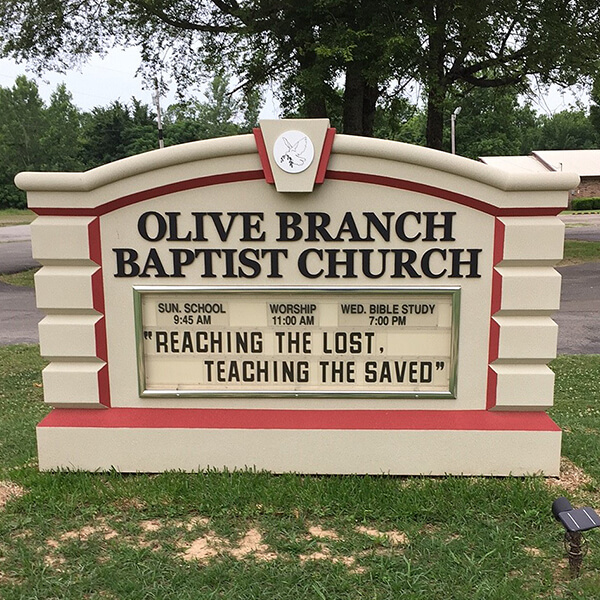 OLIVE BRANCH
BAPTIST CHURCH
SUN. SCHOOL WORSHIP WED. BIBLE STUDY
9:45 AM 11:00 AM 7:00 PM
"REACHING THE LOST,
TEACHING THE SAVED"